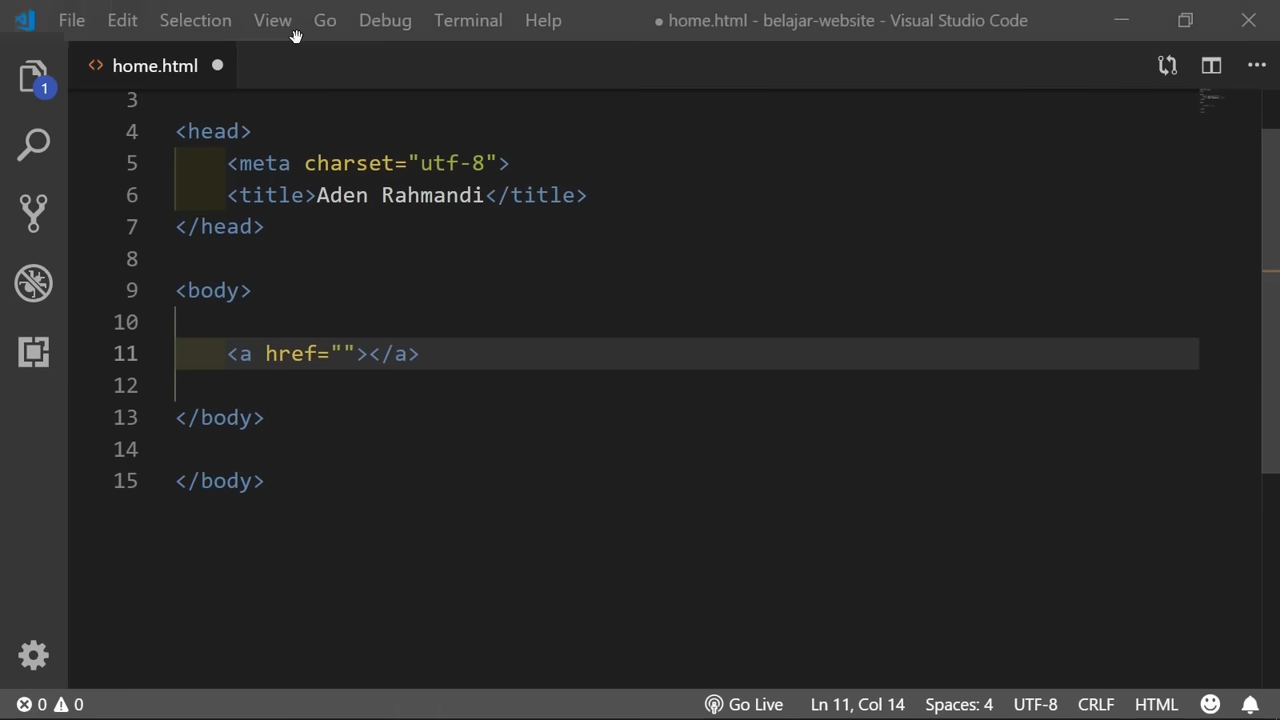 File Edit Selection View Go Debug Terminal Help ● home.html - belajar-website - Visual Studio Code
<> home.html
1
3
4 <head>
5 <meta charset="utf-8">
6 <title>Aden Rahmandi</title>
7 </head>
8
9 <body>
10
11 <a href=""></a>
12
13 </body>
14
15 </body>
0 0 Go Live Ln 11, Col 14 Spaces: 4 UTF-8 CRLF HTML